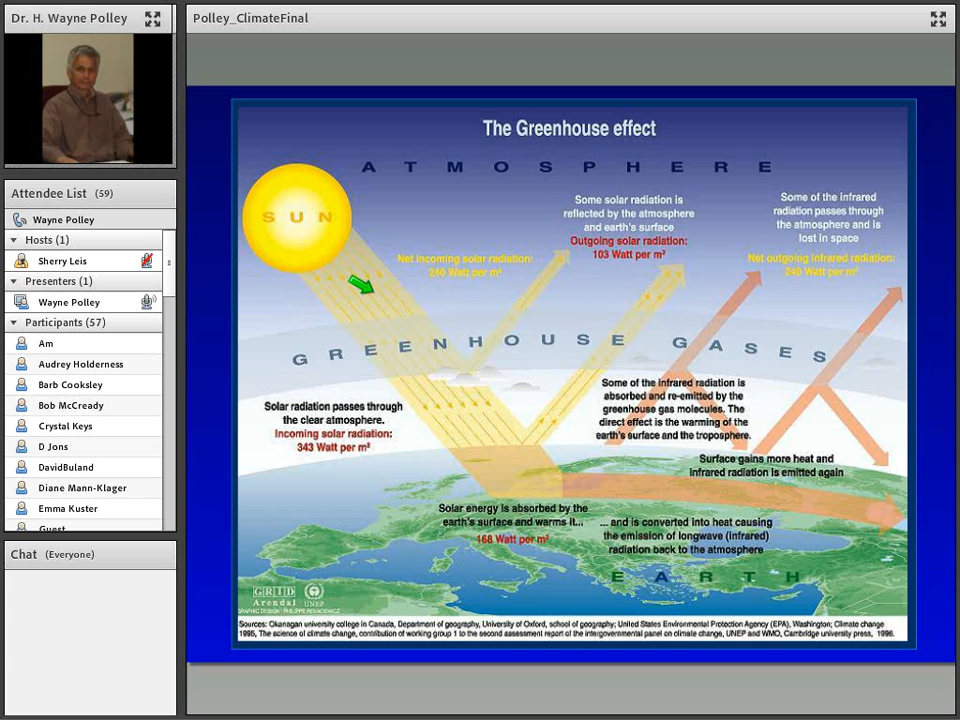 Dr. H. Wayne Polley
Attendee List (59)
Wayne Polley
Hosts (1)
Sherry Leis
Presenters (1)
Wayne Polley
Participants (57)
Am
Audrey Holderness
Barb Cooksley
Bob McCready
Crystal Keys
D Jons
DavidBuland
Diane Mann-Klager
Emma Kuster
Guest
Chat (Everyone)
Polley_ClimateFinal
The Greenhouse effect
ATMOSPHERE
SUN
Some solar radiation is
reflected by the atmosphere
and earth's surface
Outgoing solar radiation:
103 Watt per m²
Some of the infrared
radiation passes through
the atmosphere and is
lost in space
Net outgoing infrared radiation:
240 Watt per m²
Net incoming solar radiation:
240 Watt per m²
GREENHOUSE GASES
Solar radiation passes through
the clear atmosphere.
Incoming solar radiation:
343 Watt per m²
Some of the infrared radiation is
absorbed and re-emitted by the
greenhouse gas molecules. The
direct effect is the warming of the
earth's surface and the troposphere.
Surface gains more heat and
infrared radiation is emitted again
Solar energy is absorbed by the
earth's surface and warms it...
168 Watt per m²
... and is converted into heat causing
the emission of longwave (infrared)
radiation back to the atmosphere
EARTH
GRID
Arendal
UNEP
GRAPHIC DESIGN : PHILIPPE REKACEWICZ
Sources: Okanagan university college in Canada, Department of geography, University of Oxford, school of geography; United States Environmental Protection Agency (EPA), Washington; Climate change
1995, The science of climate change, contribution of working group 1 to the second assessment report of the intergovernmental panel on climate change, UNEP and WMO, Cambridge university press, 1996.